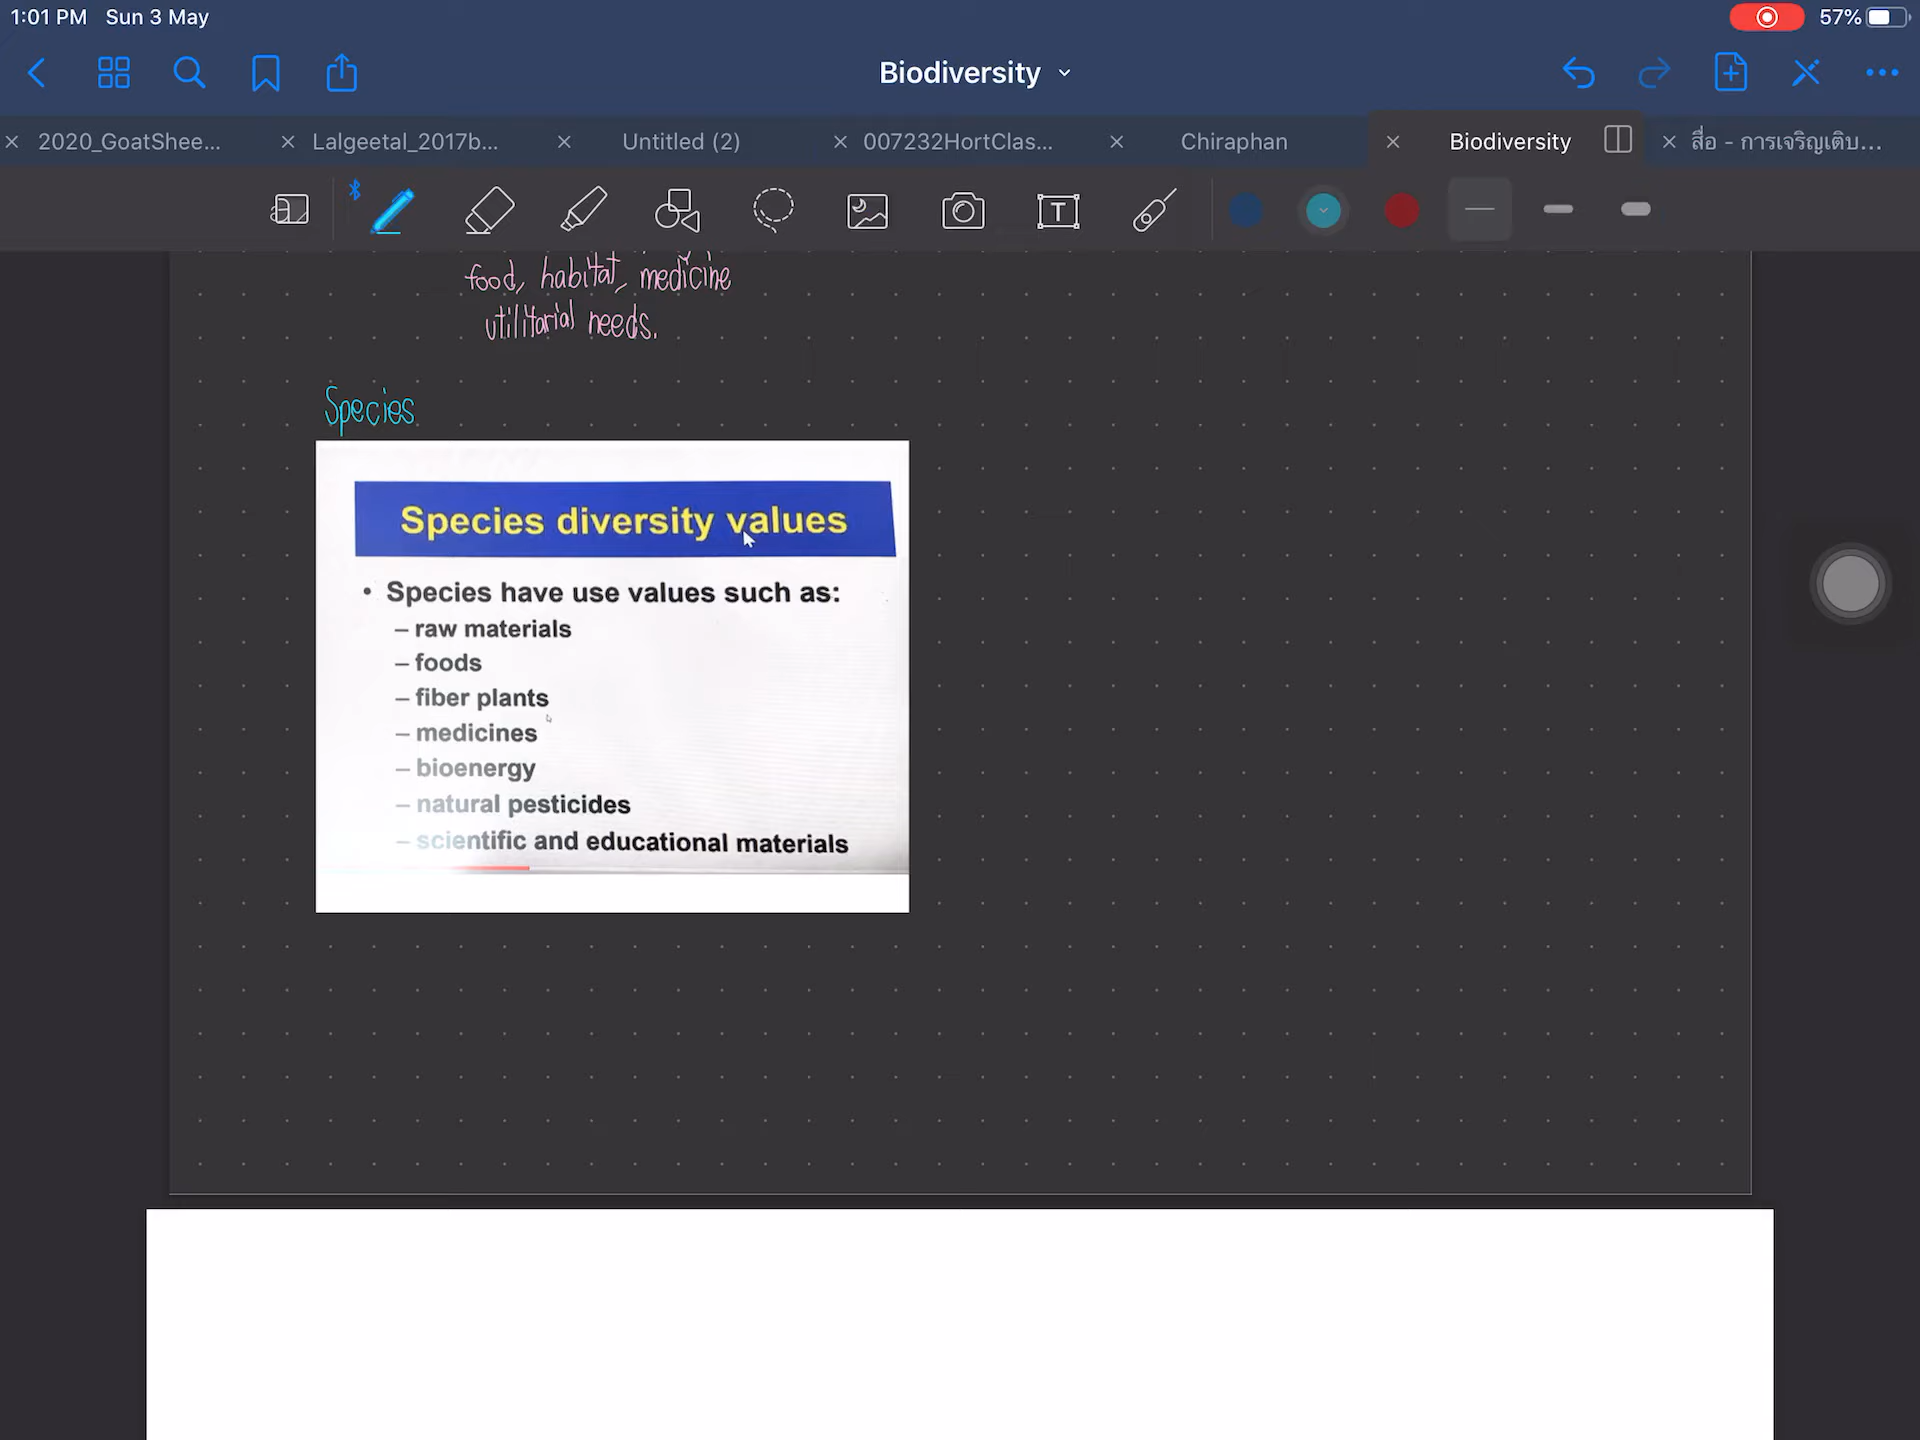 1:01 PM Sun 3 May
57%
Biodiversity
2020_GoatShee...
Lalgeetal_2017b...
Untitled (2)
007232HortClas...
Chiraphan
Biodiversity
สื่อ - การเจริญเติบ...
a
T
food, habitat, medicine
utilitarial needs.
Species
Species diversity values
• Species have use values such as:
– raw materials
– foods
– fiber plants
– medicines
– bioenergy
– natural pesticides
– scientific and educational materials